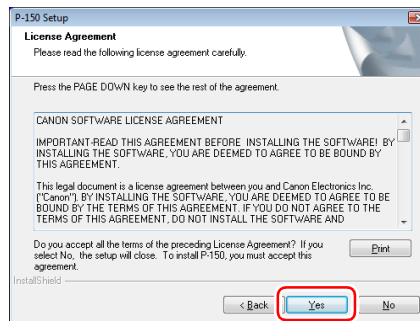 P-150 Setup
License Agreement
Please read the following license agreement carefully.
Press the PAGE DOWN key to see the rest of the agreement.
CANON SOFTWARE LICENSE AGREEMENT
IMPORTANT-READ THIS AGREEMENT BEFORE INSTALLING THE SOFTWARE! BY
INSTALLING THE SOFTWARE, YOU ARE DEEMED TO AGREE TO BE BOUND BY
THIS AGREEMENT.
This legal document is a license agreement between you and Canon Electronics Inc.
("Canon"). BY INSTALLING THE SOFTWARE, YOU ARE DEEMED TO AGREE TO BE
BOUND BY THE TERMS OF THIS AGREEMENT. IF YOU DO NOT AGREE TO THE
TERMS OF THIS AGREEMENT, DO NOT INSTALL THE SOFTWARE AND
Do you accept all the terms of the preceding License Agreement? If you
select No, the setup will close. To install P-150, you must accept this
agreement.
Print
InstallShield
< Back
Yes
No